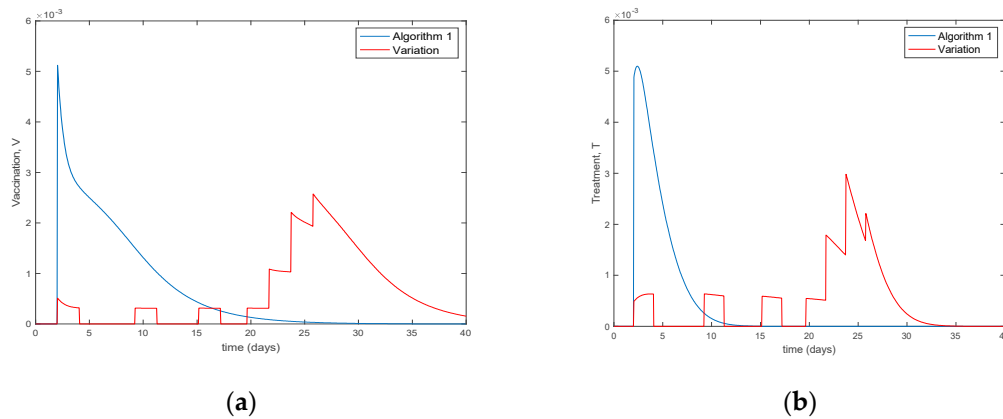 ×10⁻³
6
5
4
3
2
1
0
0 5 10 15 20 25 30 35 40
Vaccination, V
time (days)
Algorithm 1
Variation
(a)
×10⁻³
6
5
4
3
2
1
0
0 5 10 15 20 25 30 35 40
Treatment, T
time (days)
Algorithm 1
Variation
(b)